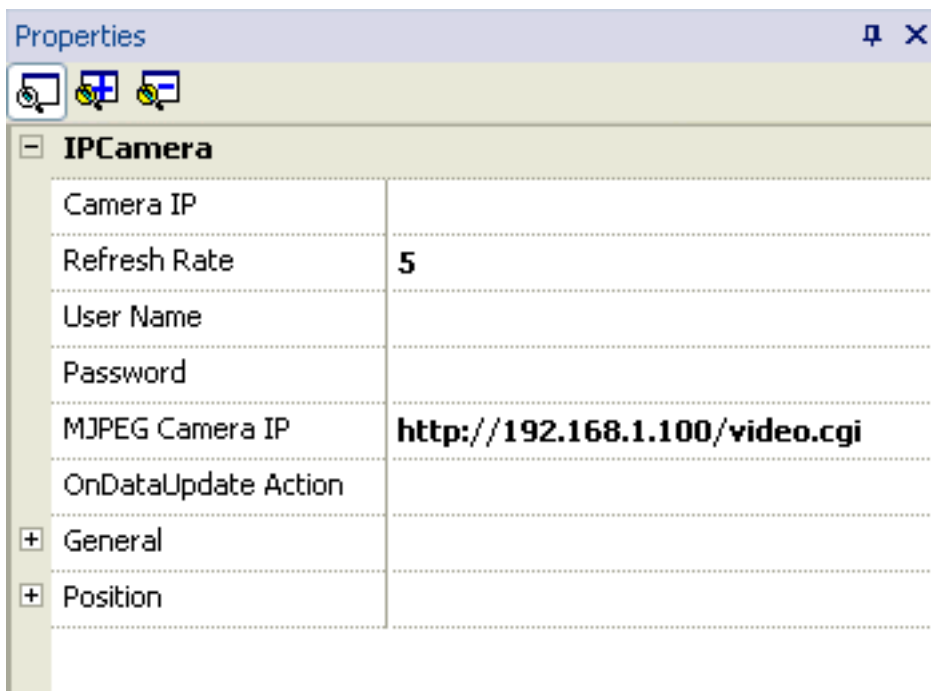 Properties
IPCamera
Camera IP
Refresh Rate 5
User Name
Password
MJPEG Camera IP http://192.168.1.100/video.cgi
OnDataUpdate Action
General
Position